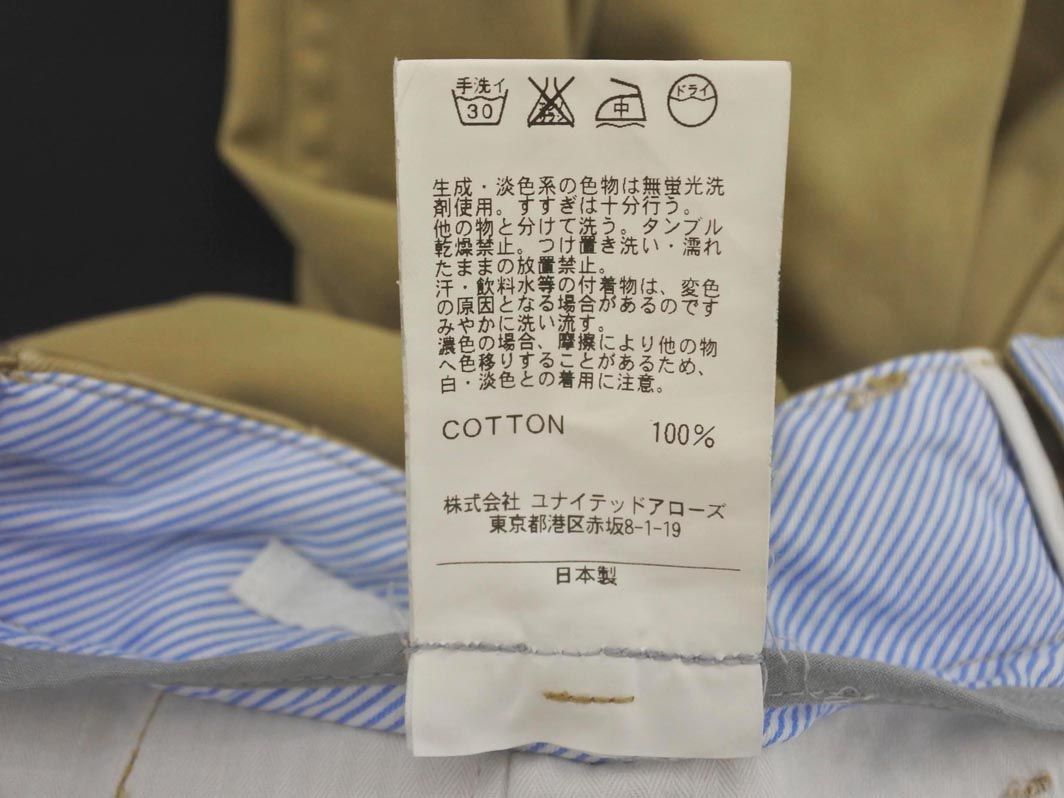 手洗イ
30
中
ドライ
生成・淡色系の色物は無蛍光洗
剤使用。すすぎは十分行う。
他の物と分けて洗う。タンブル
乾燥禁止。つけ置き洗い・濡れ
たままの放置禁止。
汗・飲料水等の付着物は、変色
の原因となる場合があるのです
みやかに洗い流す。
濃色の場合、摩擦により他の物
へ色移りすることがあるため、
白・淡色との着用に注意。
COTTON 100%
株式会社 ユナイテッドアローズ
東京都港区赤坂8-1-19
日本製